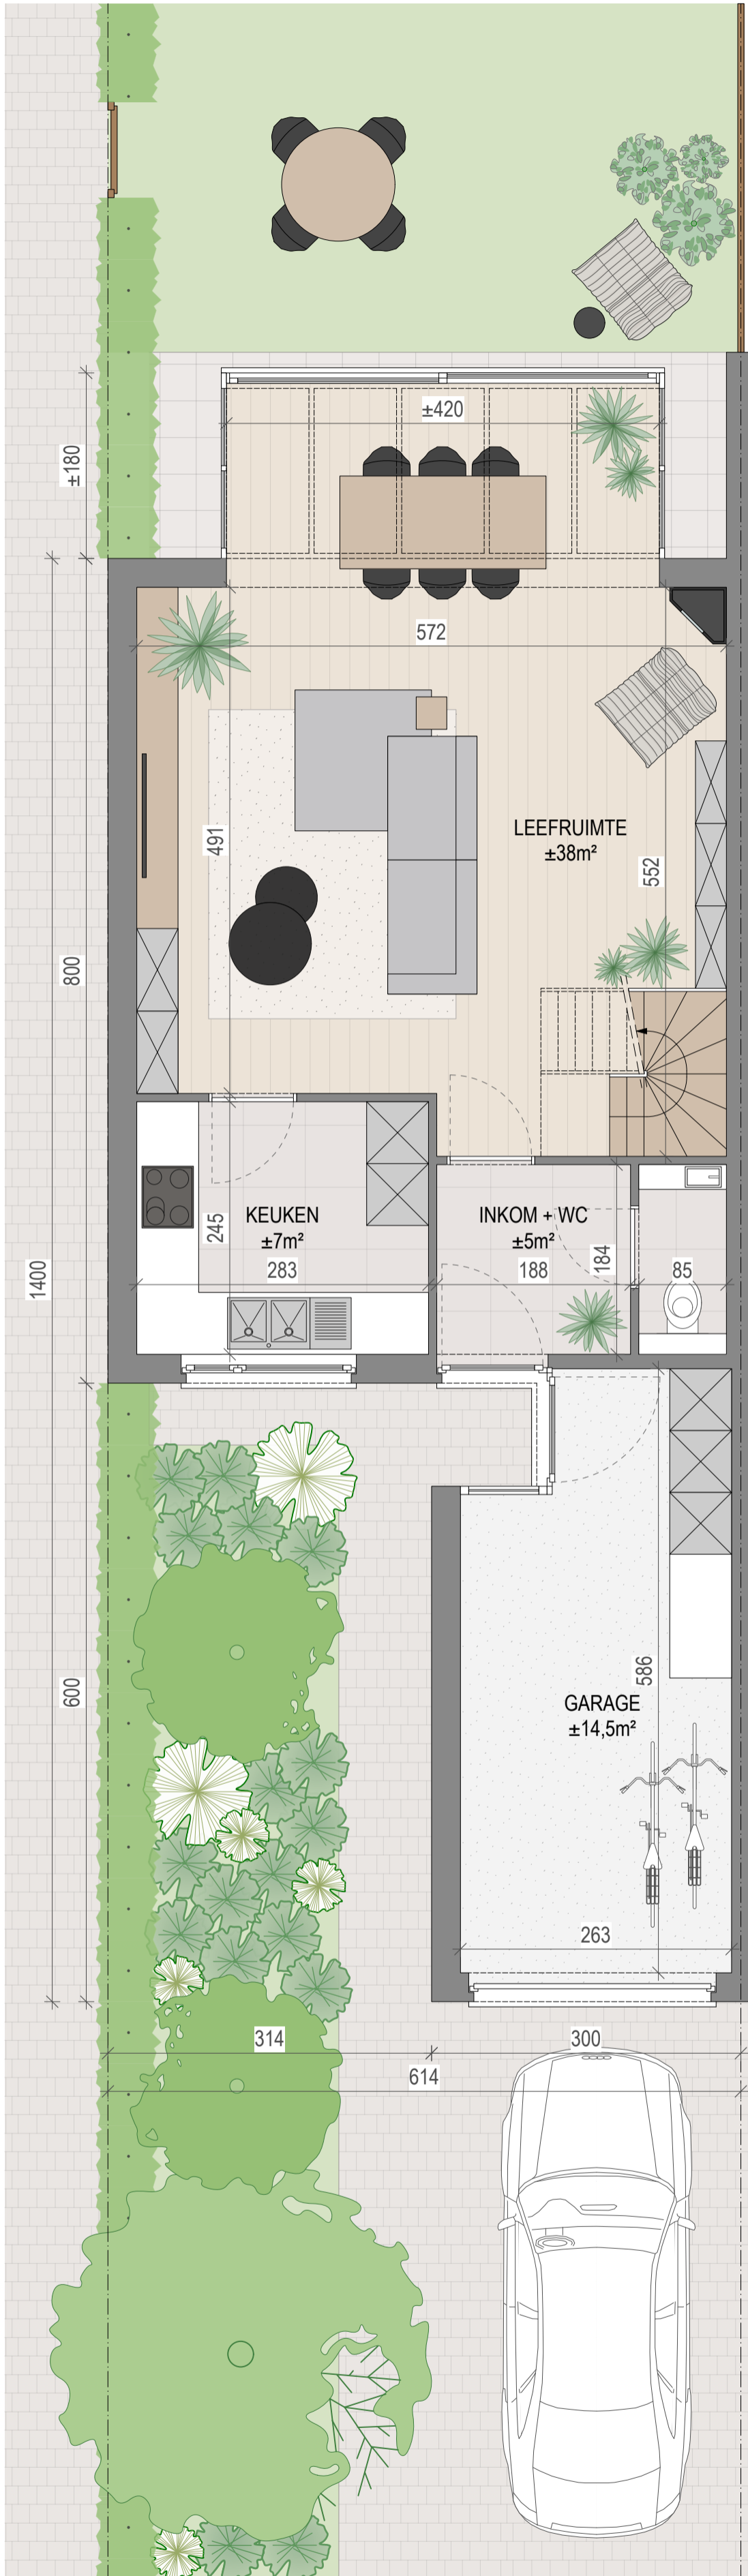 ±420
±180
572
LEEFRUIMTE
±38m²
491
552
800
KEUKEN
±7m²
245
283
INKOM + WC
±5m²
184
188
85
1400
600
586
GARAGE
±14,5m²
263
314
300
614